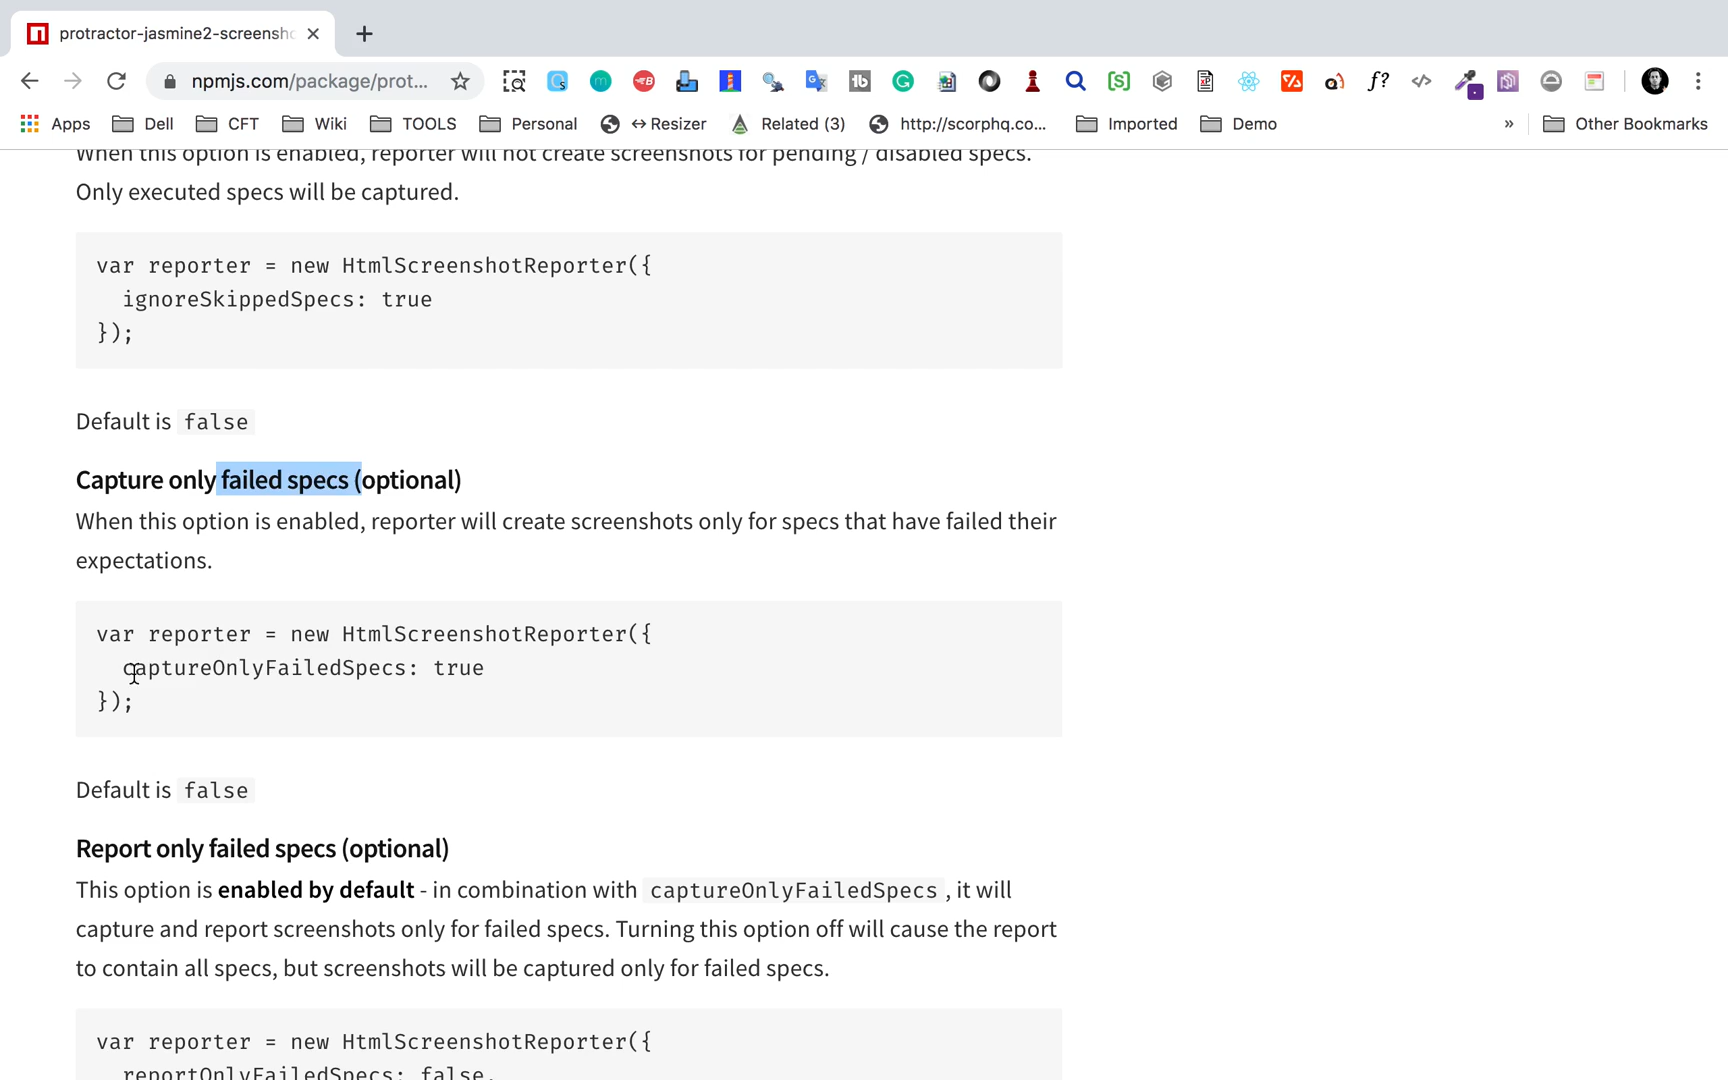 protractor-jasmine2-screensho
npmjs.com/package/prot...
Apps Dell CFT Wiki TOOLS Personal ↔Resizer Related (3) http://scorphq.co... Imported Demo » Other Bookmarks
When this option is enabled, reporter will not create screenshots for pending / disabled specs.
Only executed specs will be captured.
var reporter = new HtmlScreenshotReporter({
  ignoreSkippedSpecs: true
});
Default is false
Capture only failed specs (optional)
When this option is enabled, reporter will create screenshots only for specs that have failed their
expectations.
var reporter = new HtmlScreenshotReporter({
  captureOnlyFailedSpecs: true
});
Default is false
Report only failed specs (optional)
This option is enabled by default - in combination with captureOnlyFailedSpecs, it will
capture and report screenshots only for failed specs. Turning this option off will cause the report
to contain all specs, but screenshots will be captured only for failed specs.
var reporter = new HtmlScreenshotReporter({
  reportOnlyFailedSpecs: false,